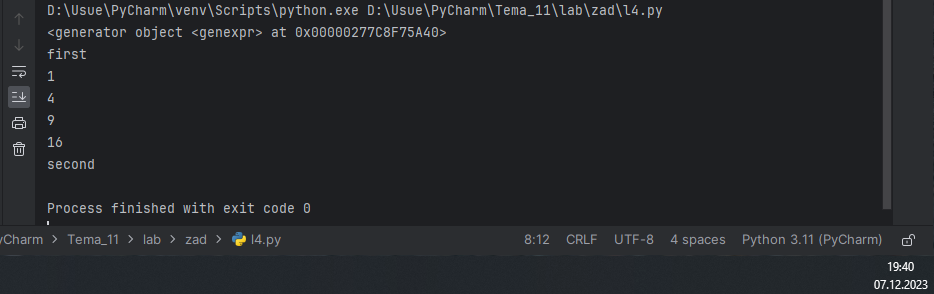 D:\Usue\PyCharm\venv\Scripts\python.exe D:\Usue\PyCharm\Tema_11\lab\zad\l4.py
<generator object <genexpr> at 0x00000277C8F75A40>
first
1
4
9
16
second
Process finished with exit code 0
yCharm > Tema_11 > lab > zad > l4.py 8:12 CRLF UTF-8 4 spaces Python 3.11 (PyCharm)
19:40
07.12.2023